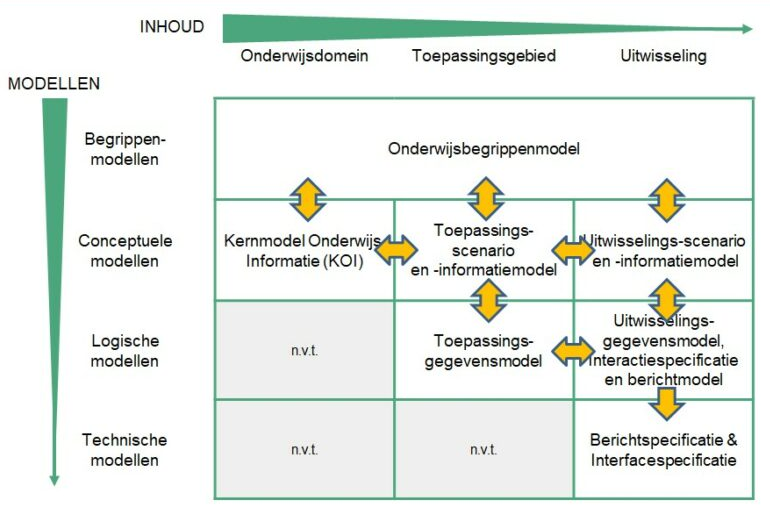 INHOUD
Onderwijsdomein Toepassingsgebied Uitwisseling
MODELLEN
Begrippen-
modellen
Onderwijsbegrippenmodel
Conceptuele
modellen
Kernmodel Onderwijs
Informatie (KOI)
Toepassings-
scenario
en -informatiemodel
Uitwisselings-scenario
en -informatiemodel
Logische
modellen
n.v.t.
Toepassings-
gegevensmodel
Uitwisselings-
gegevensmodel,
Interactiespecificatie
en berichtmodel
Technische
modellen
n.v.t.
n.v.t.
Berichtspecificatie &
Interfacespecificatie